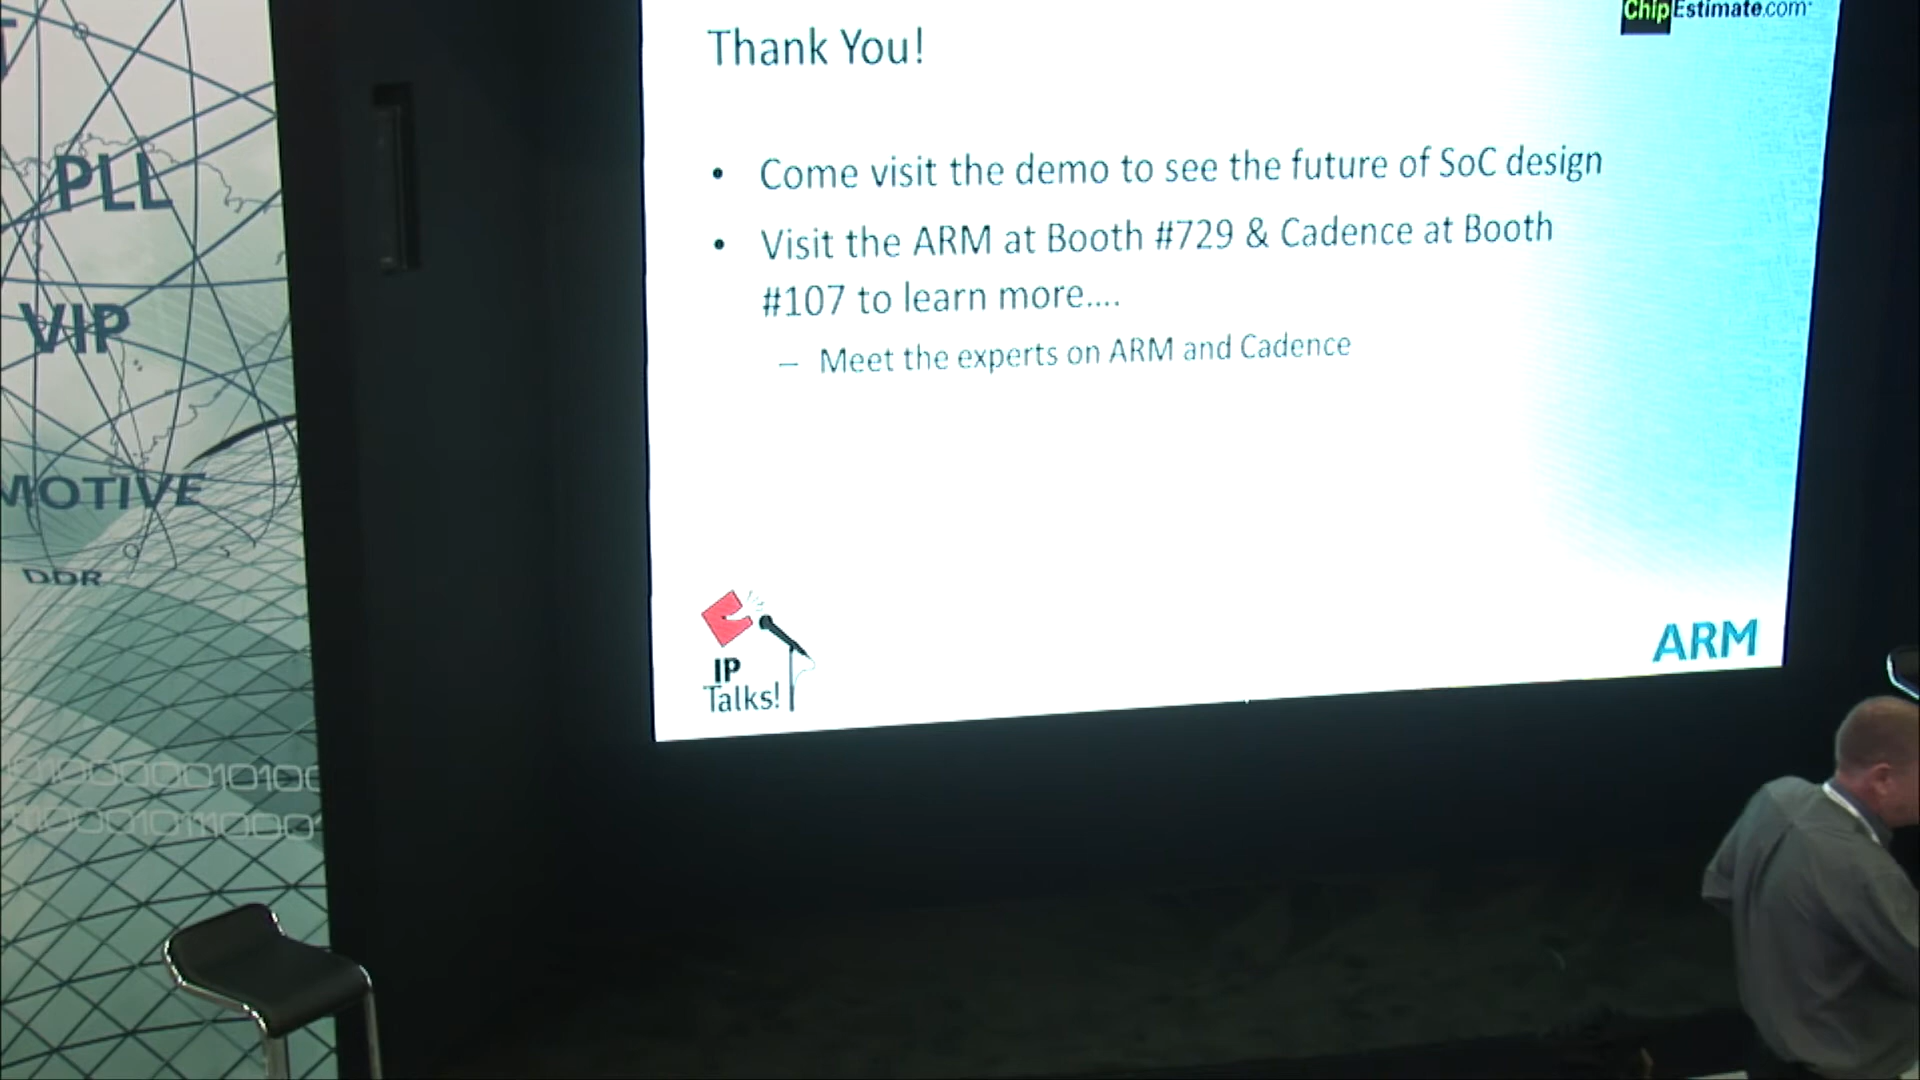 ChipEstimate.com
Thank You!
• Come visit the demo to see the future of SoC design
• Visit the ARM at Booth #729 & Cadence at Booth
#107 to learn more....
– Meet the experts on ARM and Cadence
IP
Talks!
ARM
PLL
VIP
MOTIVE
DDR